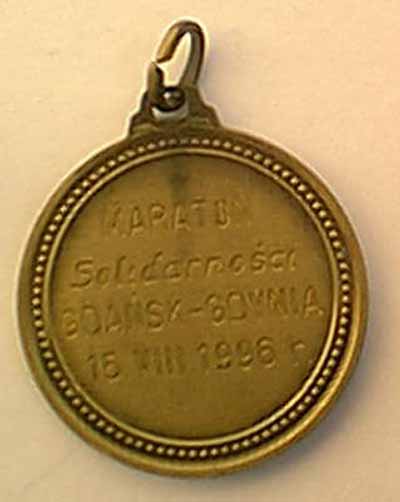 MARATON
Solidarności
GDAŃSK-GDYNIA
15 VIII 1996 r.